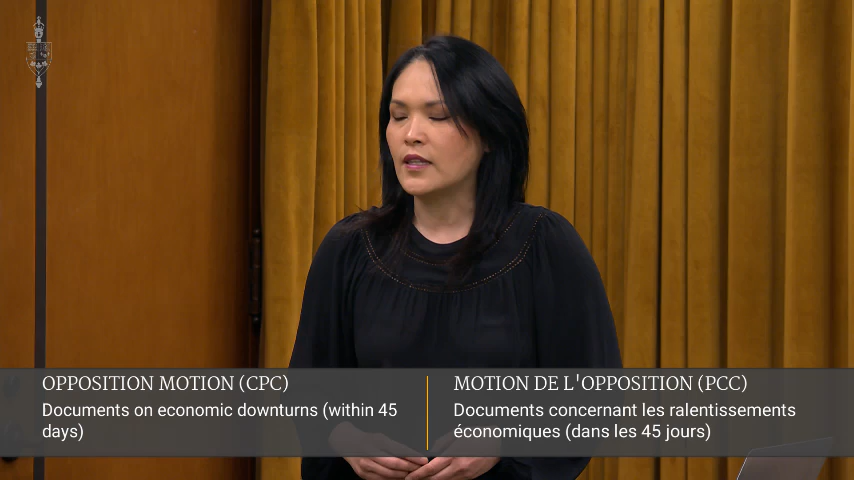 OPPOSITION MOTION (CPC)
Documents on economic downturns (within 45
days)
MOTION DE L'OPPOSITION (PCC)
Documents concernant les ralentissements
économiques (dans les 45 jours)